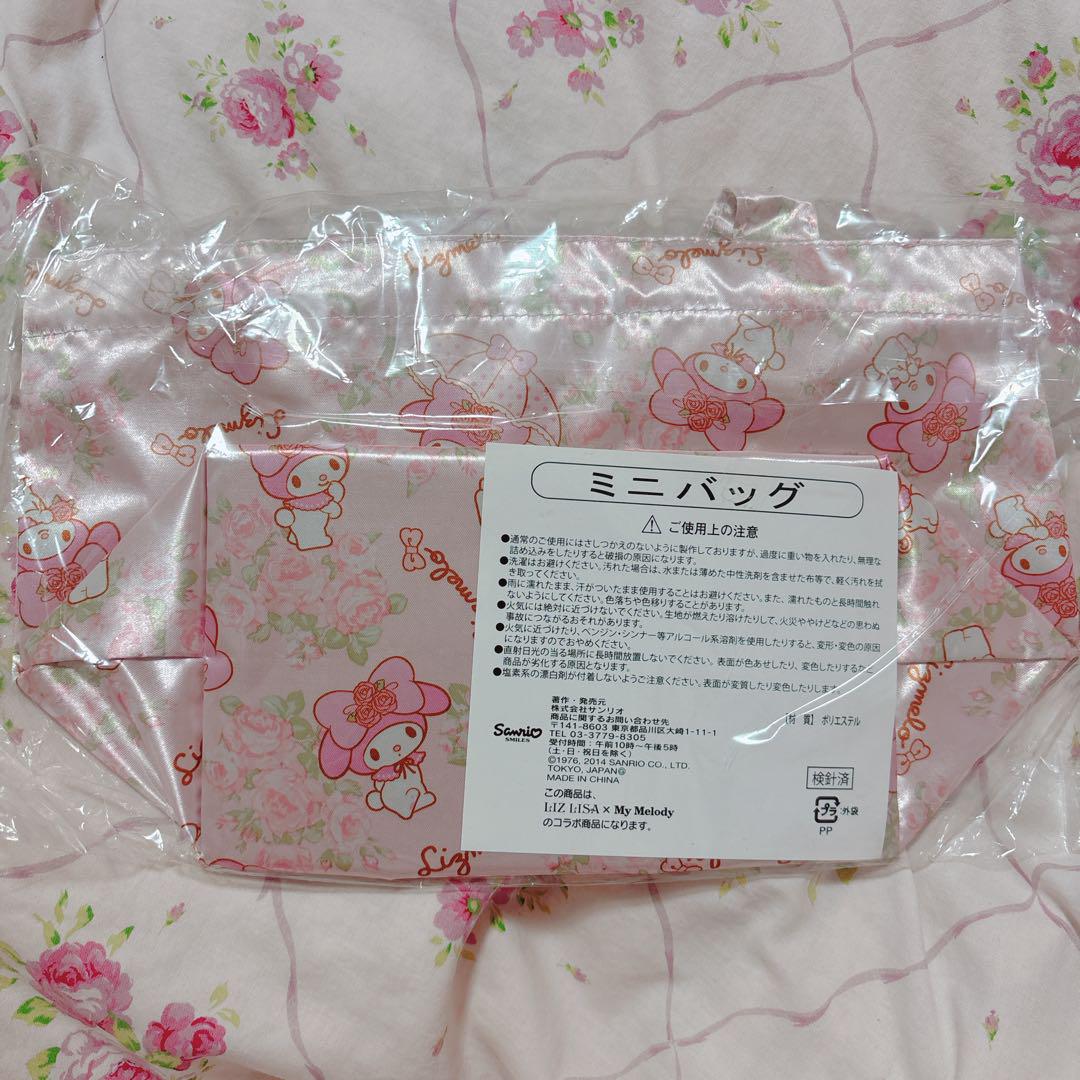 Lizmelo
Lizmelo
Lizmelo
Lizmelo
Lizmelo
ミニバッグ
⚠ ご使用上の注意
●通常のご使用にはさしつかえのないように製作しておりますが、過度に重い物を入れたり、無理な
詰め込みをしたりすると破損の原因になります。
●洗濯はお避けください。汚れた場合は、水または薄めた中性洗剤を含ませた布等で、軽く汚れを拭
き取ってください。
●雨に濡れたまま、汗がついたまま使用することはお避けください。また、濡れたものと長時間触れ
ないようにしてください。色落ちや色移りすることがあります。
●火気には絶対に近づけないでください。生地が燃えたり溶けたりして、火災ややけどなどの思わぬ
事故につながるおそれがあります。
●火気に近づけたり、ベンジン・シンナー等アルコール系溶剤を使用したりすると、変形・変色の原因
になりますのでおやめください。
●直射日光の当る場所に長時間放置しないでください。表面が色あせたり、変色したりするなど
商品が劣化する原因となります。
●塩素系の漂白剤が付着しないようご注意ください。表面が変質したり変色したりします。
【材 質】 ポリエステル
著作・発売元
株式会社サンリオ
商品に関するお問い合わせ先
〒141-8603 東京都品川区大崎1-11-1
TEL 03-3779-8305
受付時間：午前10時〜午後5時
(土・日・祝日を除く)
©1976, 2014 SANRIO CO., LTD.
TOKYO, JAPAN Ⓖ
MADE IN CHINA
Sanrio
SMILES
この商品は、
LIZ LISA × My Melody
のコラボ商品になります。
検針済
プラ 外袋
PP
Lizmelo
Lizmelo